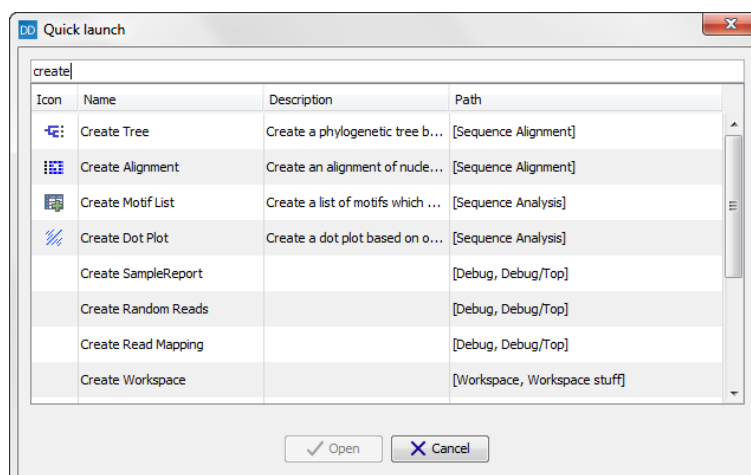 DD Quick launch
create
Icon Name Description Path
Create Tree Create a phylogenetic tree b... [Sequence Alignment]
Create Alignment Create an alignment of nucle... [Sequence Alignment]
Create Motif List Create a list of motifs which ... [Sequence Analysis]
Create Dot Plot Create a dot plot based on o... [Sequence Analysis]
Create SampleReport [Debug, Debug/Top]
Create Random Reads [Debug, Debug/Top]
Create Read Mapping [Debug, Debug/Top]
Create Workspace [Workspace, Workspace stuff]
Open Cancel